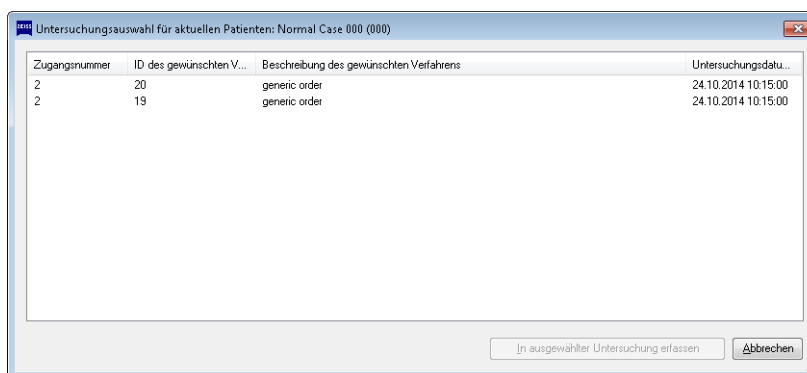 ZEISS Untersuchungsauswahl für aktuellen Patienten: Normal Case 000 (000)
Zugangsnummer ID des gewünschten V... Beschreibung des gewünschten Verfahrens Untersuchungsdatu...
2 20 generic order 24.10.2014 10:15:00
2 19 generic order 24.10.2014 10:15:00
In ausgewählter Untersuchung erfassen Abbrechen